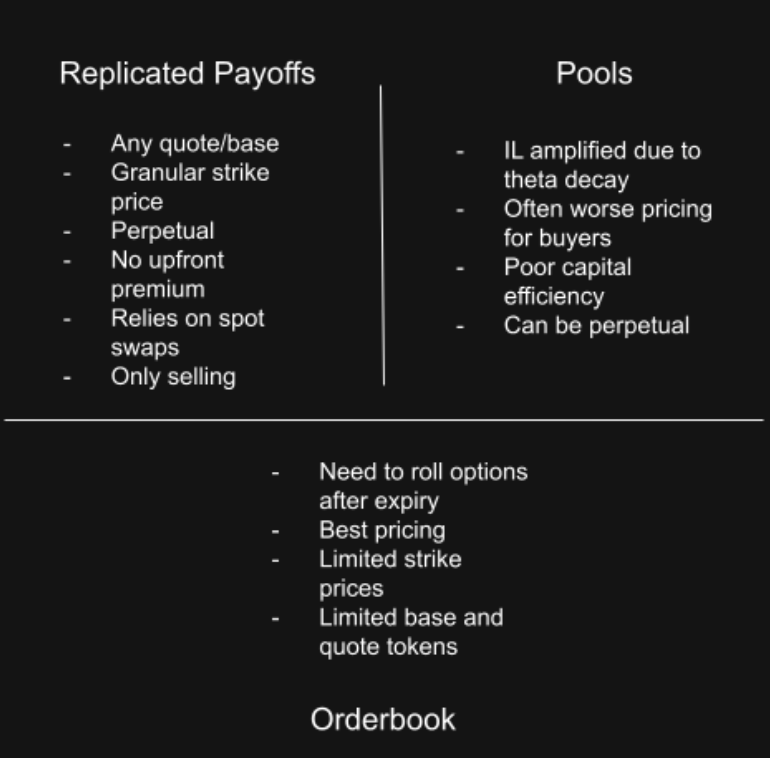 Replicated Payoffs
- Any quote/base
- Granular strike
price
- Perpetual
- No upfront
premium
- Relies on spot
swaps
- Only selling
Pools
- IL amplified due to
theta decay
- Often worse pricing
for buyers
- Poor capital
efficiency
- Can be perpetual
- Need to roll options
after expiry
- Best pricing
- Limited strike
prices
- Limited base and
quote tokens
Orderbook